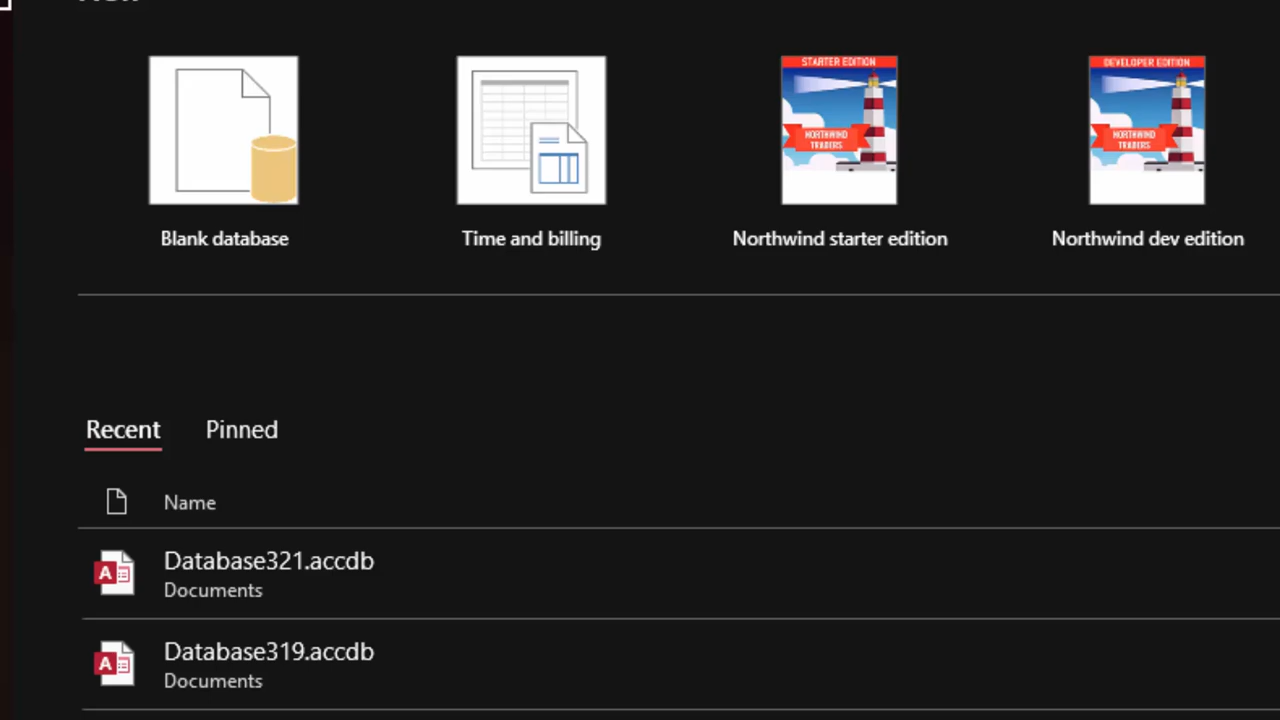 STARTER EDITION
NORTHWIND
TRADERS
DEVELOPER EDITION
NORTHWIND
TRADERS
Blank database
Time and billing
Northwind starter edition
Northwind dev edition
Recent
Pinned
Name
A
Database321.accdb
Documents
A
Database319.accdb
Documents